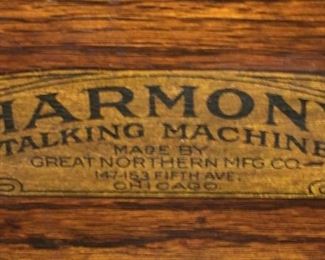 HARMONY
TALKING MACHINE
MADE BY
GREAT NORTHERN MFG CO
147-153 FIFTH AVE.
CHICAGO.